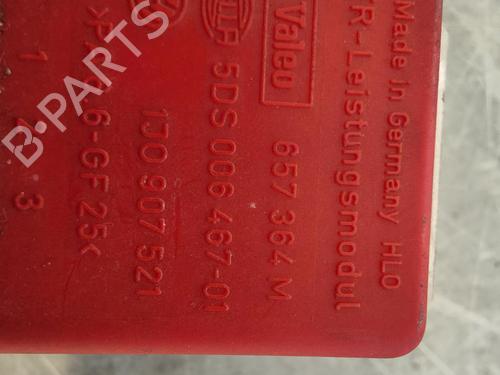 Made in Germany HLO
R-Leistungsmodul
Valeo 657 364 M
5DS 006 467-01
1J0 907 521
6-GF 25<
1 4 3
B-PARTS